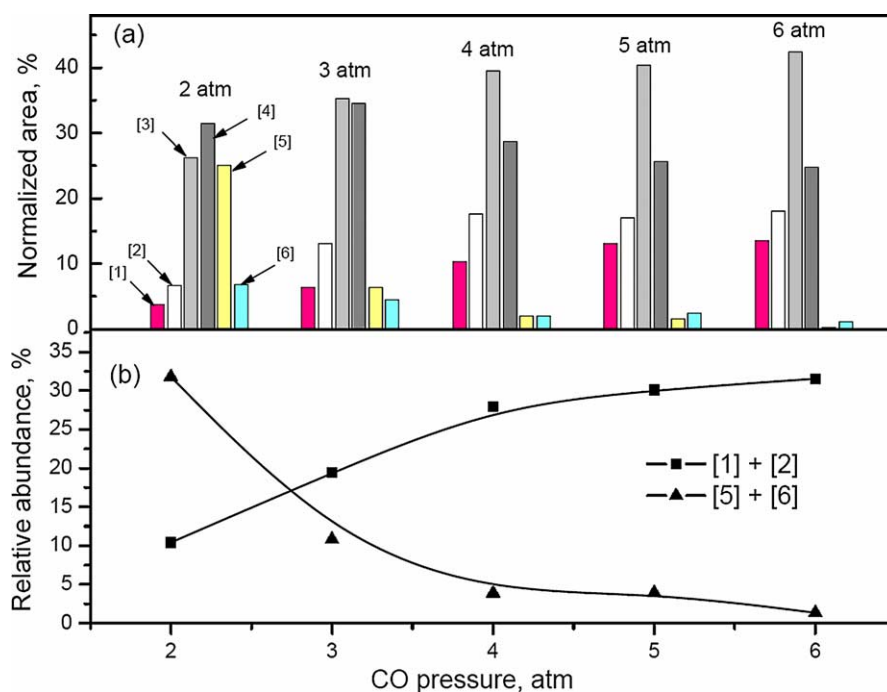 (a)
2 atm
3 atm
4 atm
5 atm
6 atm
[1]
[2]
[3]
[4]
[5]
[6]
Normalized area, %
40
30
20
10
0
(b)
Relative abundance, %
35
30
25
20
15
10
5
0
[1] + [2]
[5] + [6]
2 3 4 5 6
CO pressure, atm